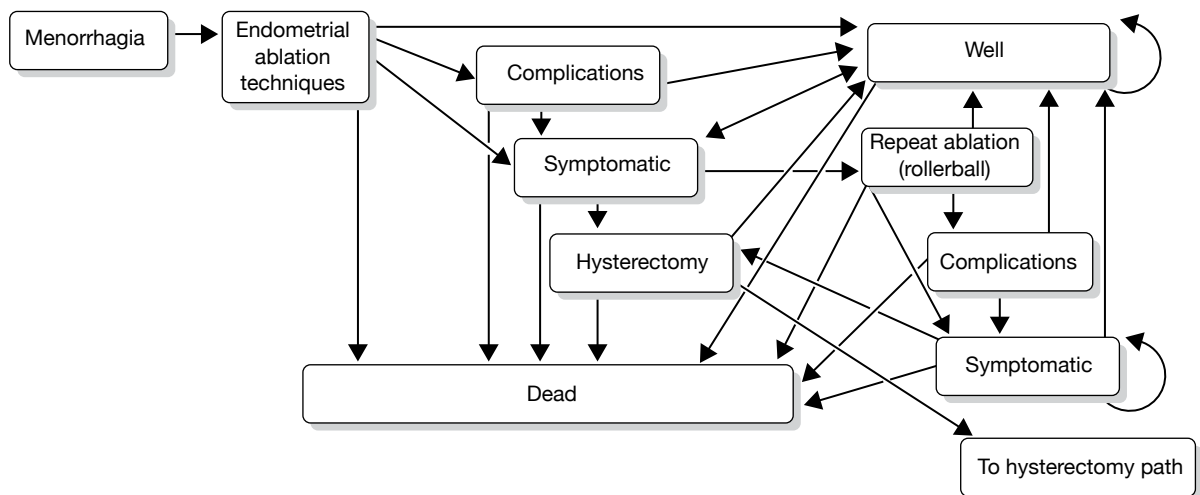 Menorrhagia
Endometrial
ablation
techniques
Complications
Well
Symptomatic
Repeat ablation
(rollerball)
Hysterectomy
Complications
Symptomatic
Dead
To hysterectomy path